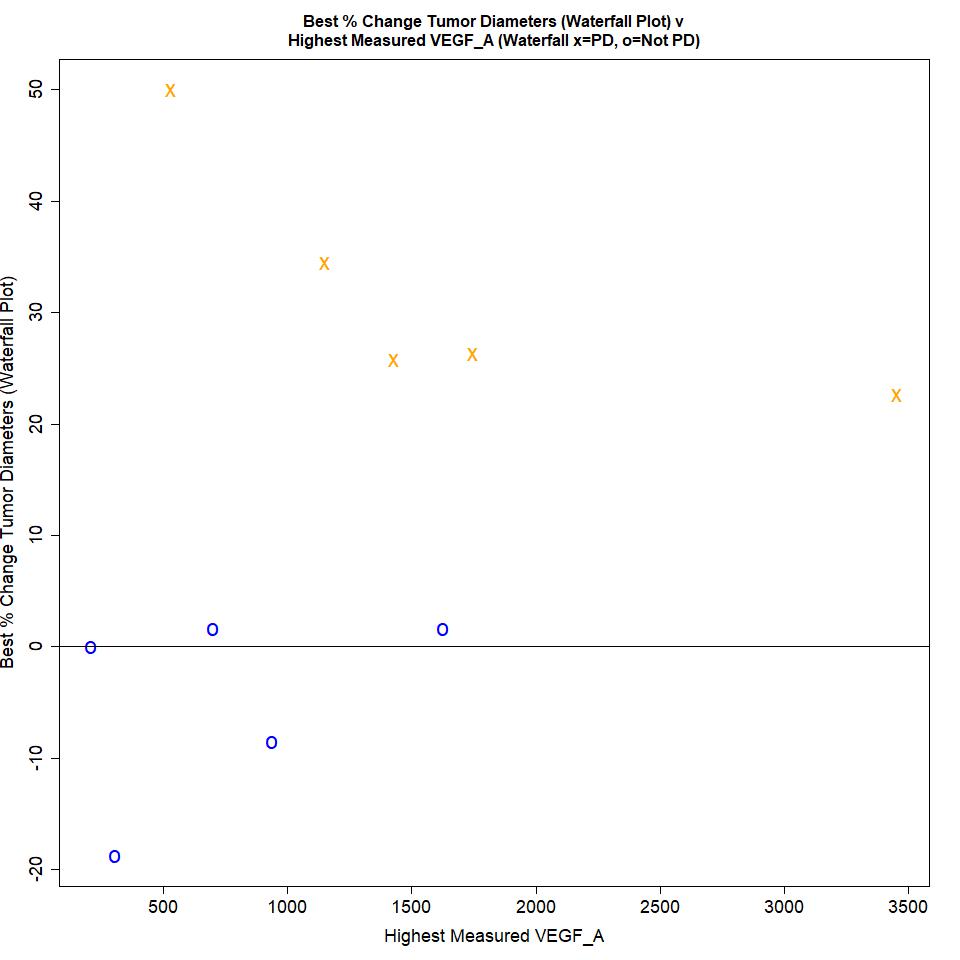 Best % Change Tumor Diameters (Waterfall Plot) v
Highest Measured VEGF_A (Waterfall x=PD, o=Not PD)
Best % Change Tumor Diameters (Waterfall Plot)
50
40
30
20
10
0
-10
-20
X
X
X
X
X
O
O
O
O
O
500 1000 1500 2000 2500 3000 3500
Highest Measured VEGF_A